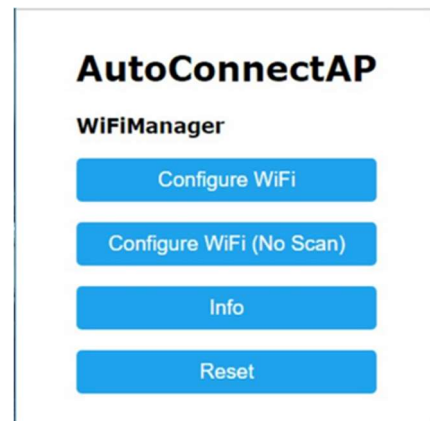 AutoConnectAP
WiFiManager
Configure WiFi
Configure WiFi (No Scan)
Info
Reset